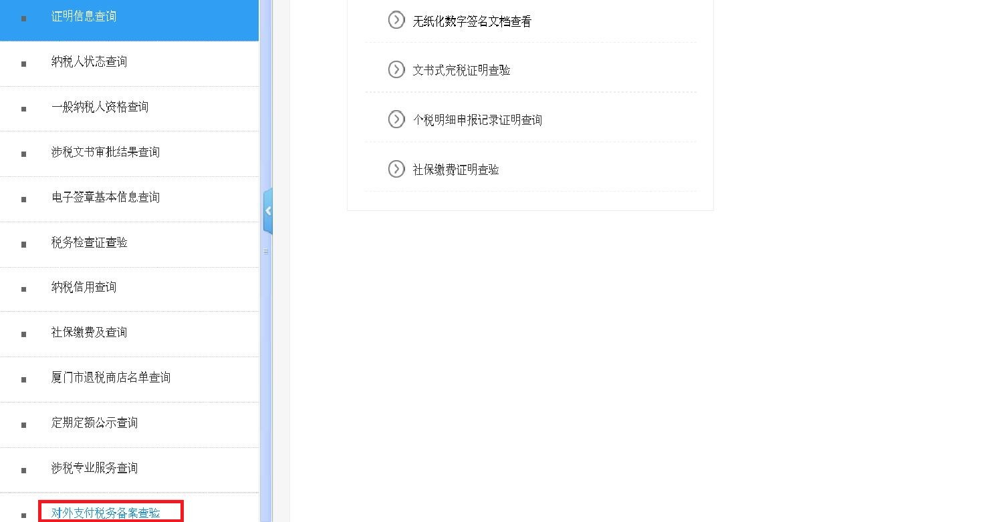 证明信息查询
纳税人状态查询
一般纳税人资格查询
涉税文书审批结果查询
电子签章基本信息查询
税务检查证查验
纳税信用查询
社保缴费及查询
厦门市退税商店名单查询
定期定额公示查询
涉税专业服务查询
对外支付税务备案查验
无纸化数字签名文档查看
文书式完税证明查验
个税明细申报记录证明查询
社保缴费证明查验